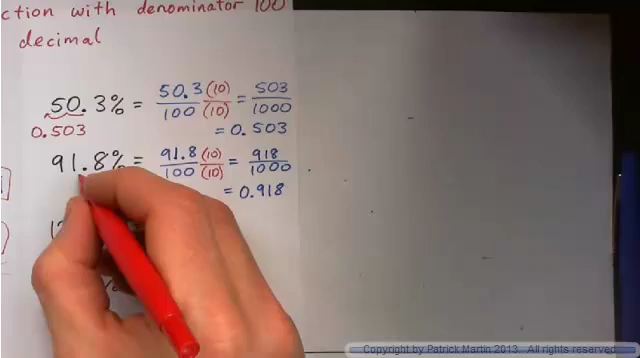 ction with denominator 100
decimal
50.3% = 50.3(10)/100(10) = 503/1000
0.503
= 0.503
91.8% = 91.8(10)/100(10) = 918/1000
= 0.918
Copyright by Patrick Martin 2013. All rights reserved